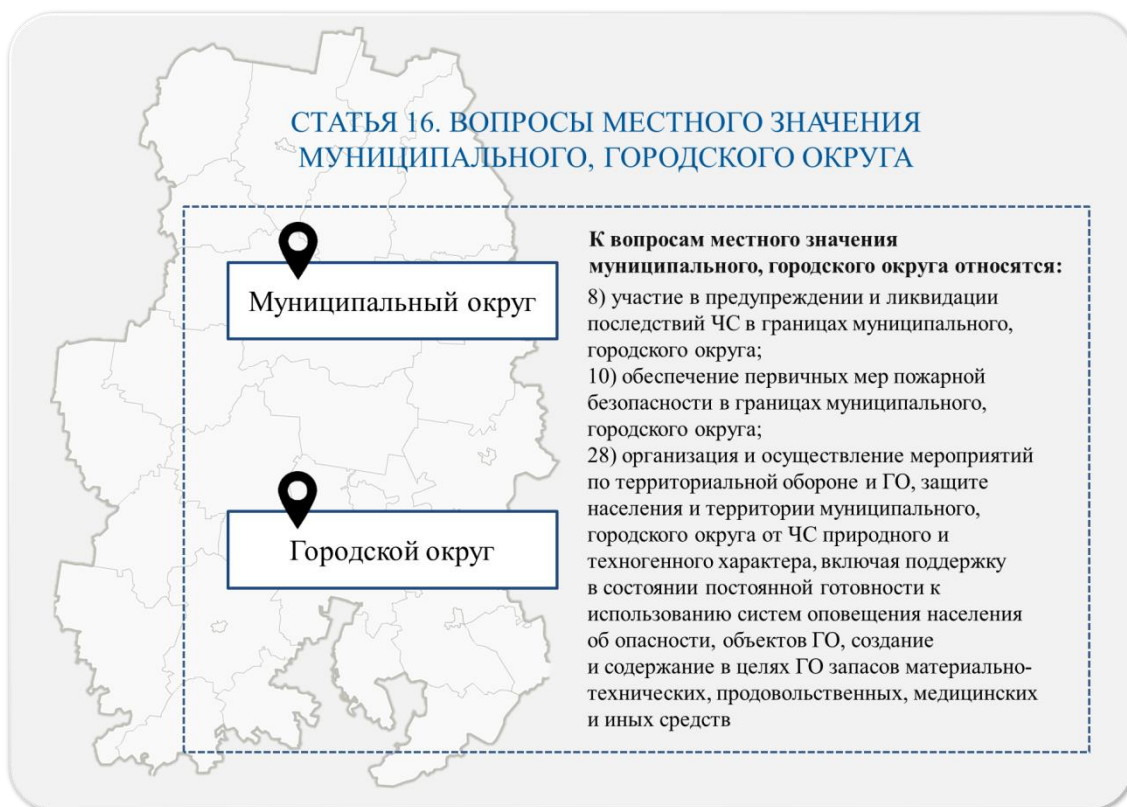 СТАТЬЯ 16. ВОПРОСЫ МЕСТНОГО ЗНАЧЕНИЯ
МУНИЦИПАЛЬНОГО, ГОРОДСКОГО ОКРУГА
Муниципальный округ
Городской округ
К вопросам местного значения
муниципального, городского округа относятся:
8) участие в предупреждении и ликвидации
последствий ЧС в границах муниципального,
городского округа;
10) обеспечение первичных мер пожарной
безопасности в границах муниципального,
городского округа;
28) организация и осуществление мероприятий
по территориальной обороне и ГО, защите
населения и территории муниципального,
городского округа от ЧС природного и
техногенного характера, включая поддержку
в состоянии постоянной готовности к
использованию систем оповещения населения
об опасности, объектов ГО, создание
и содержание в целях ГО запасов материально-
технических, продовольственных, медицинских
и иных средств